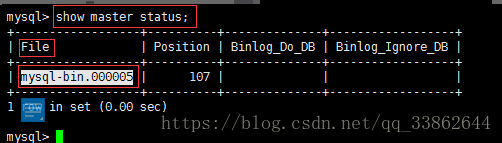 mysql> show master status;
+------------------+----------+--------------+------------------+
| File | Position | Binlog_Do_DB | Binlog_Ignore_DB |
+------------------+----------+--------------+------------------+
| mysql-bin.000005 | 107 | | |
+------------------+----------+--------------+------------------+
1 in set (0.00 sec)
https://blog.csdn.net/qq_33862644
mysql>